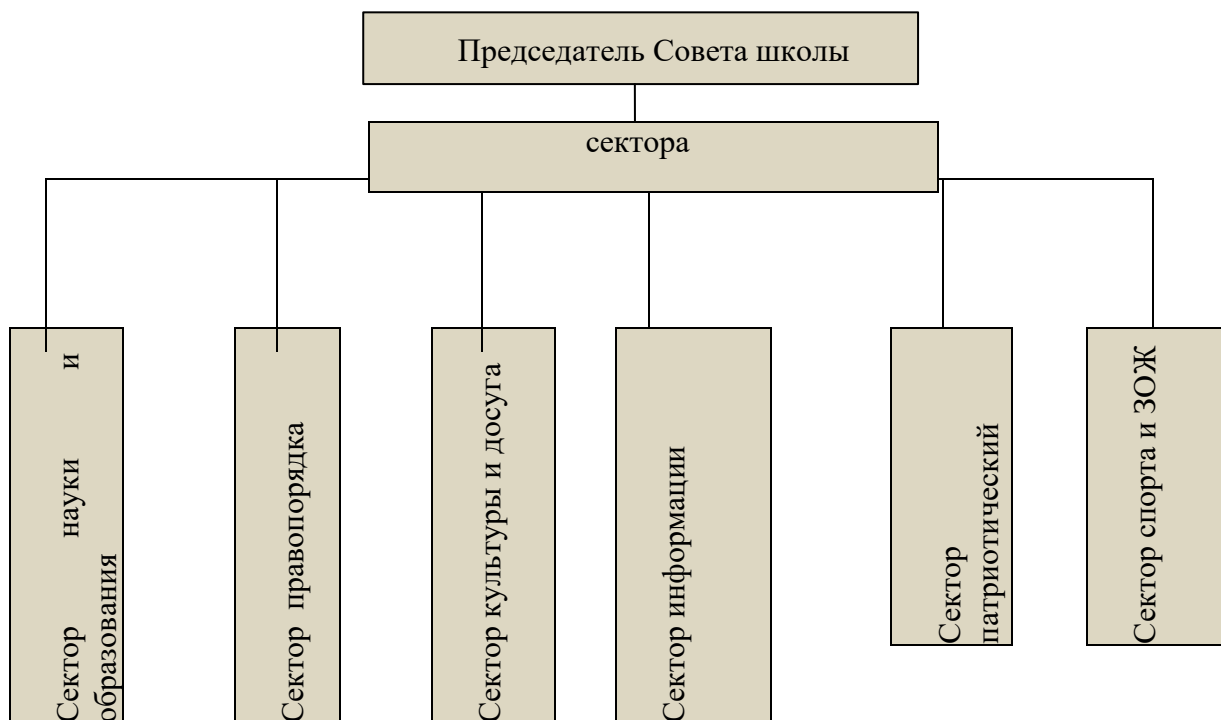 Председатель Совета школы
сектора
Сектор науки и
образования
Сектор правопорядка
Сектор культуры и досуга
Сектор информации
Сектор
патриотический
Сектор спорта и ЗОЖ